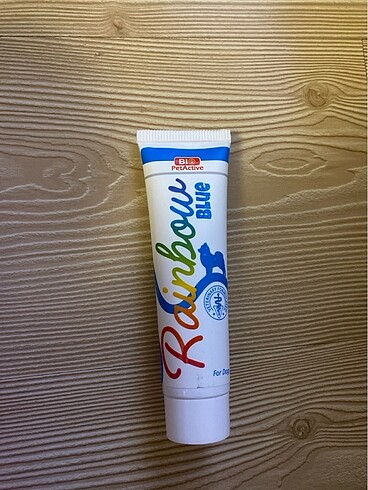 BIO
PetActive
Rainbow
BLUE
For Dog